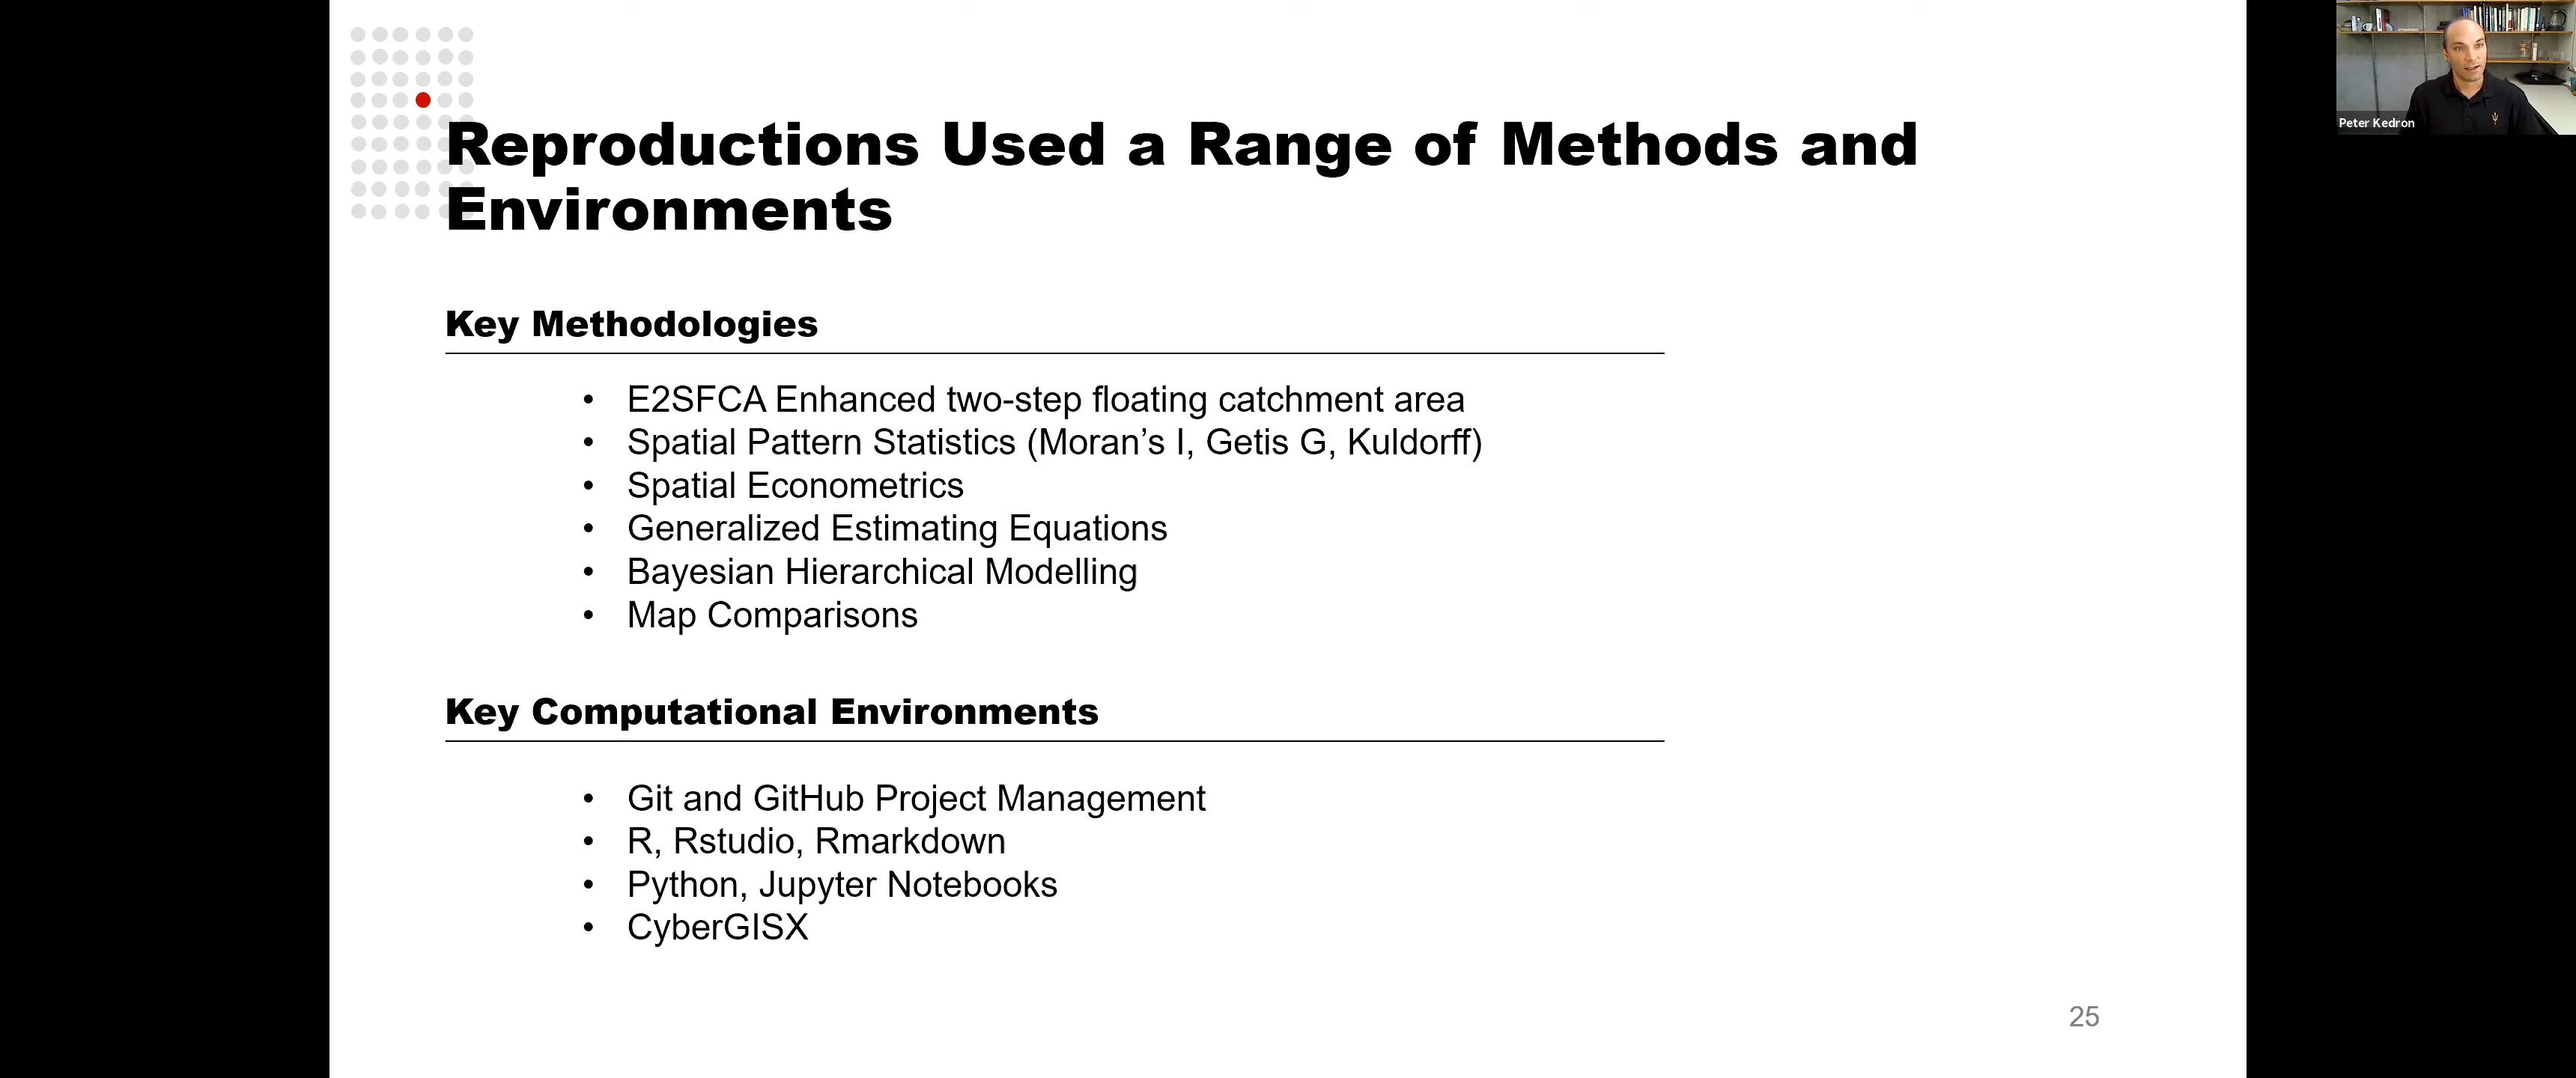 Reproductions Used a Range of Methods and
Environments
Key Methodologies
• E2SFCA Enhanced two-step floating catchment area
• Spatial Pattern Statistics (Moran’s I, Getis G, Kuldorff)
• Spatial Econometrics
• Generalized Estimating Equations
• Bayesian Hierarchical Modelling
• Map Comparisons
Key Computational Environments
• Git and GitHub Project Management
• R, Rstudio, Rmarkdown
• Python, Jupyter Notebooks
• CyberGISX
25
Peter Kedron